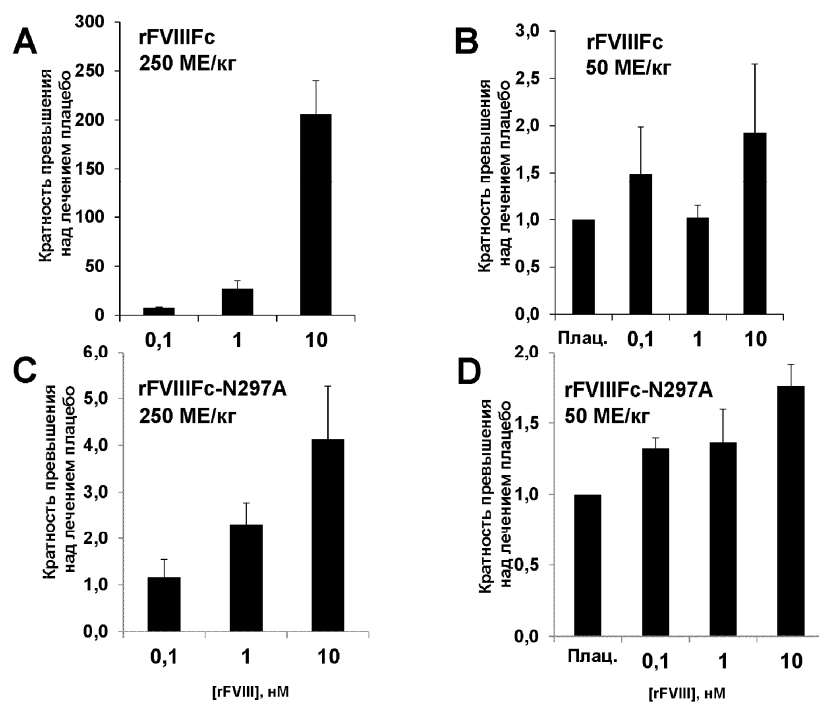 A
rFVIIIFc
250 МЕ/кг
Кратность превышения
над лечением плацебо
300
250
200
150
100
50
0
0,1
1
10
B
rFVIIIFc
50 МЕ/кг
Кратность превышения
над лечением плацебо
3,0
2,5
2,0
1,5
1,0
0,5
0,0
Плац.
0,1
1
10
C
rFVIIIFc-N297A
250 МЕ/кг
Кратность превышения
над лечением плацебо
6,0
5,0
4,0
3,0
2,0
1,0
0,0
0,1
1
10
[rFVIII], нМ
D
rFVIIIFc-N297A
50 МЕ/кг
Кратность превышения
над лечением плацебо
2,0
1,5
1,0
0,5
0,0
Плац.
0,1
1
10
[rFVIII], нМ